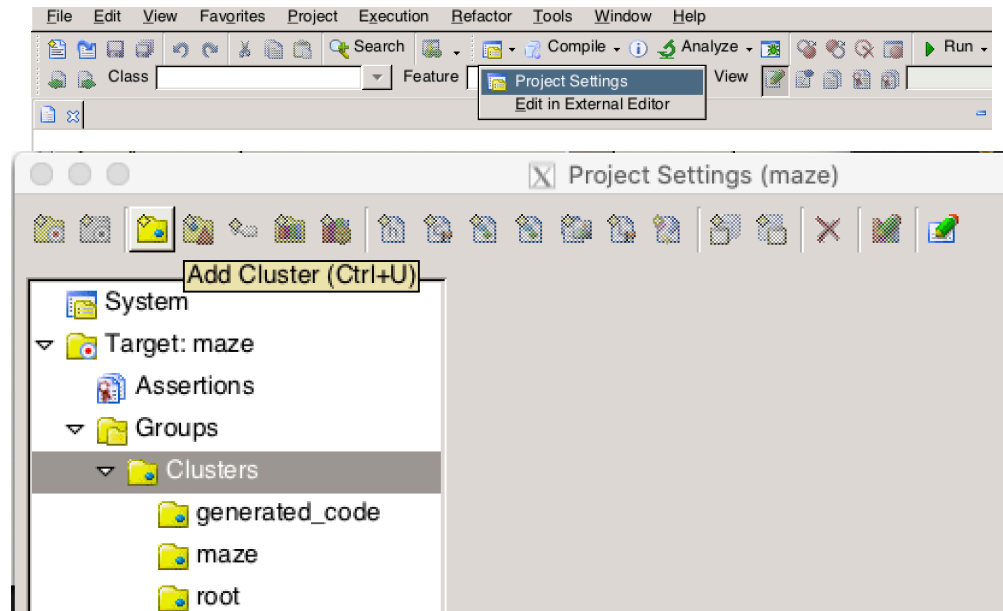 File Edit View Favorites Project Execution Refactor Tools Window Help
Search Compile Analyze Run
Class Feature View
Project Settings
Edit in External Editor
Project Settings (maze)
Add Cluster (Ctrl+U)
System
Target: maze
Assertions
Groups
Clusters
generated_code
maze
root